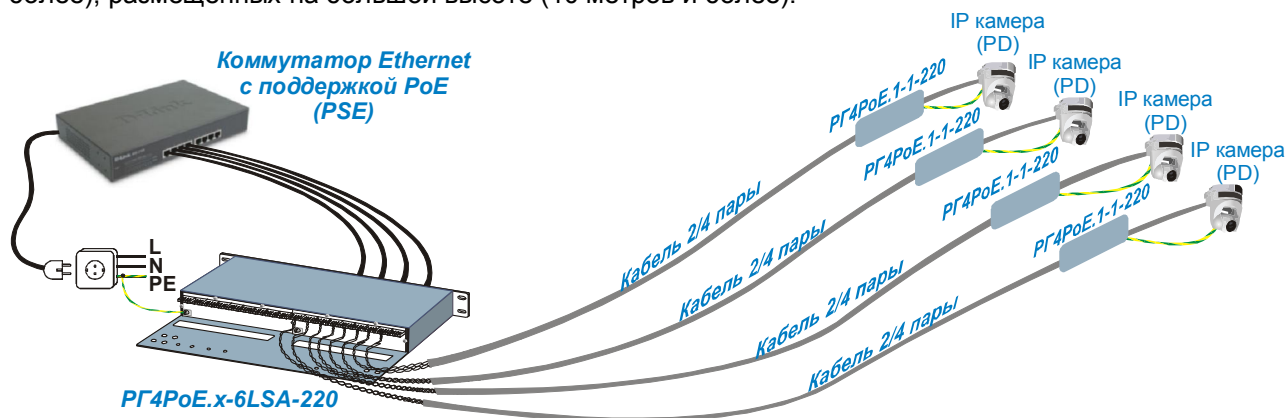 более), размещенных на большой высоте (10 метров и более).
Коммутатор Ethernet
с поддержкой PoE
(PSE)
IP камера
(PD)
IP камера
(PD)
IP камера
(PD)
IP камера
(PD)
РГ4PoE.1-1-220
РГ4PoE.1-1-220
РГ4PoE.1-1-220
РГ4PoE.1-1-220
Кабель 2/4 пары
Кабель 2/4 пары
Кабель 2/4 пары
Кабель 2/4 пары
L
N
PE
РГ4PoE.x-6LSA-220
D-Link